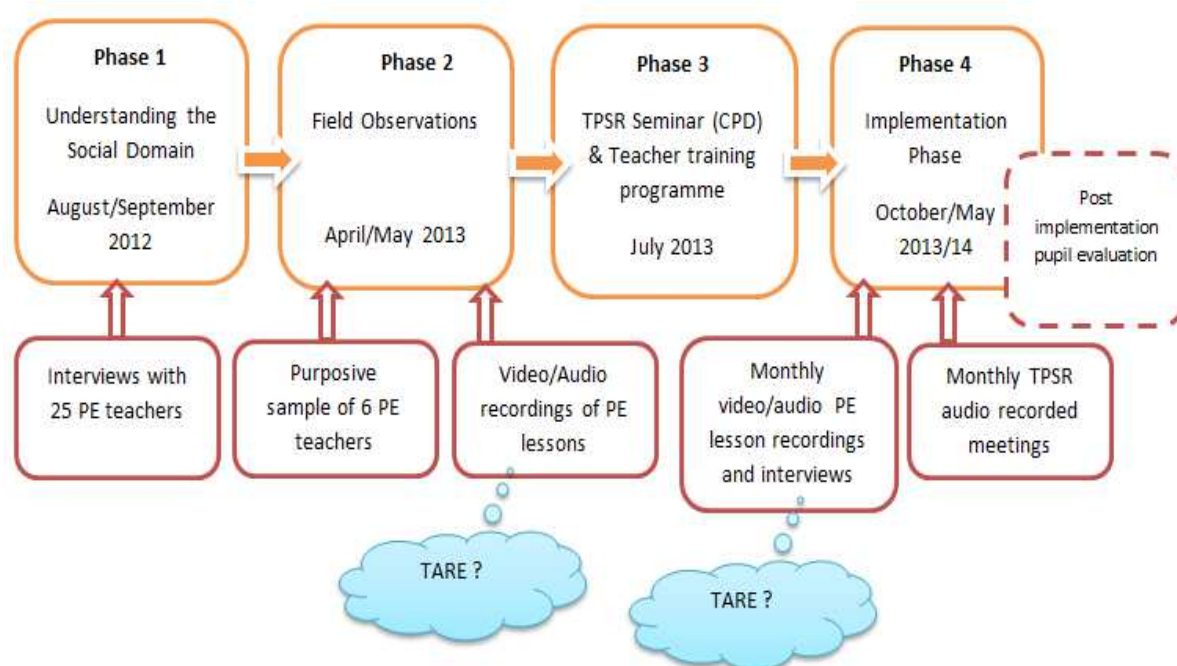 Phase 1
Understanding the
Social Domain
August/September
2012
Phase 2
Field Observations
April/May 2013
Phase 3
TPSR Seminar (CPD)
& Teacher training
programme
July 2013
Phase 4
Implementation
Phase
October/May
2013/14
Post
implementation
pupil evaluation
Interviews with
25 PE teachers
Purposive
sample of 6 PE
teachers
Video/Audio
recordings of PE
lessons
Monthly
video/audio PE
lesson recordings
and interviews
Monthly TPSR
audio recorded
meetings
TARE ?
TARE ?